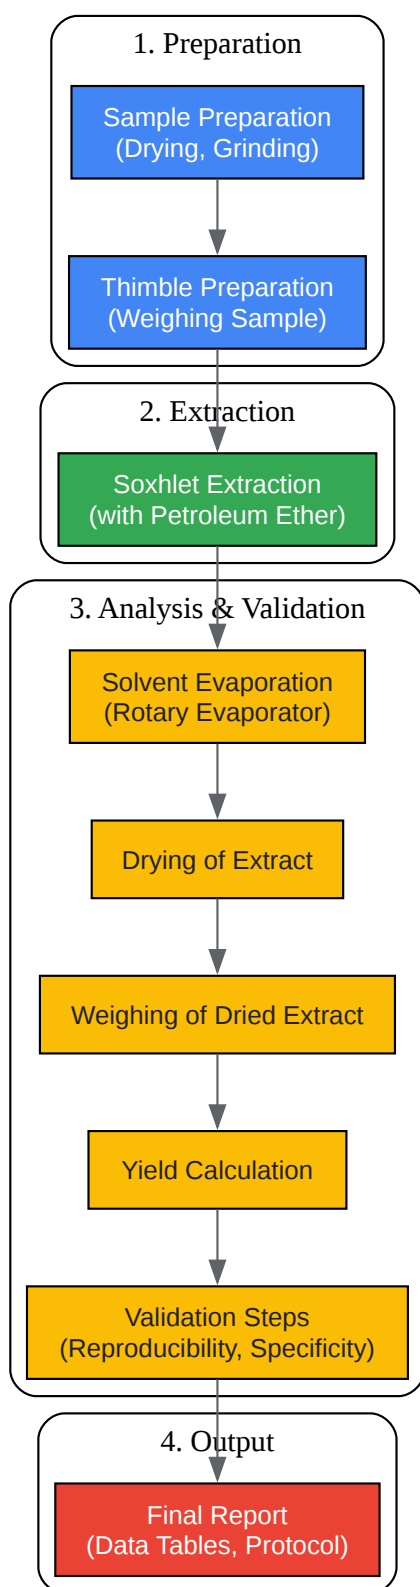 1. Preparation
Sample Preparation
(Drying, Grinding)
Thimble Preparation
(Weighing Sample)
2. Extraction
Soxhlet Extraction
(with Petroleum Ether)
3. Analysis & Validation
Solvent Evaporation
(Rotary Evaporator)
Drying of Extract
Weighing of Dried Extract
Yield Calculation
Validation Steps
(Reproducibility, Specificity)
4. Output
Final Report
(Data Tables, Protocol)